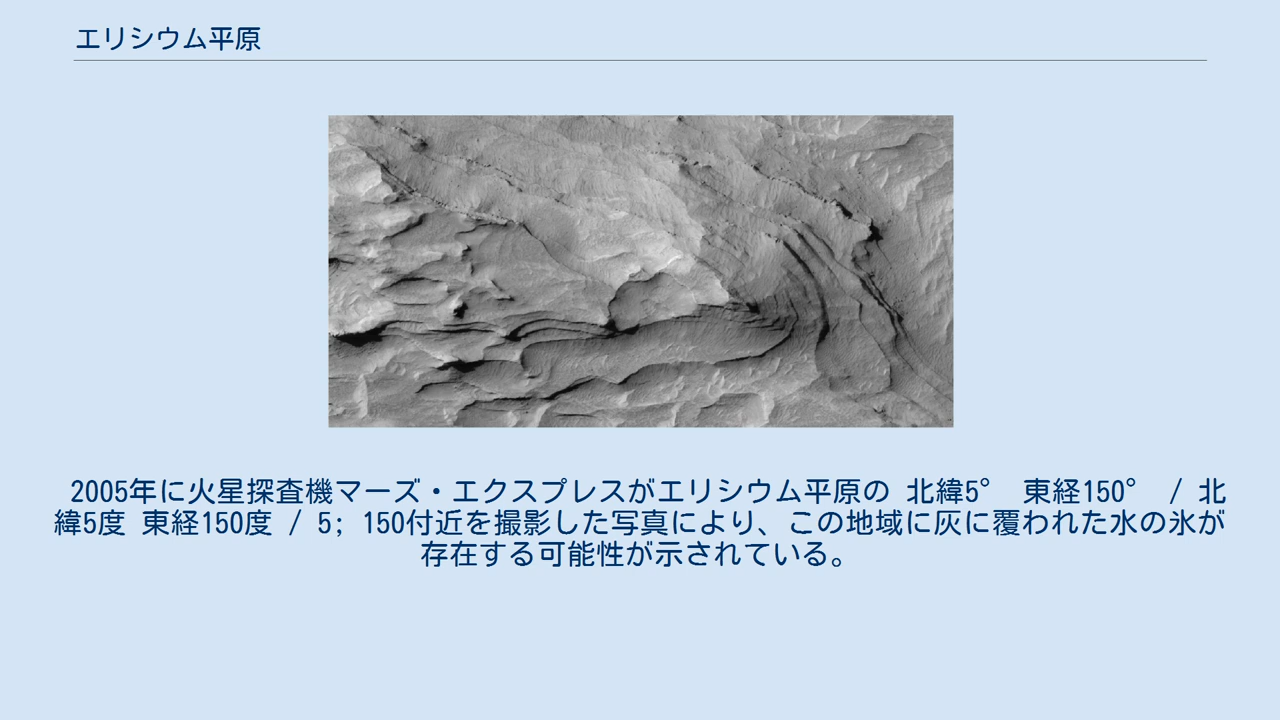 エリシウム平原
2005年に火星探査機マーズ・エクスプレスがエリシウム平原の 北緯5° 東経150° / 北
緯5度 東経150度 / 5; 150付近を撮影した写真により、この地域に灰に覆われた水の氷が
存在する可能性が示されている。